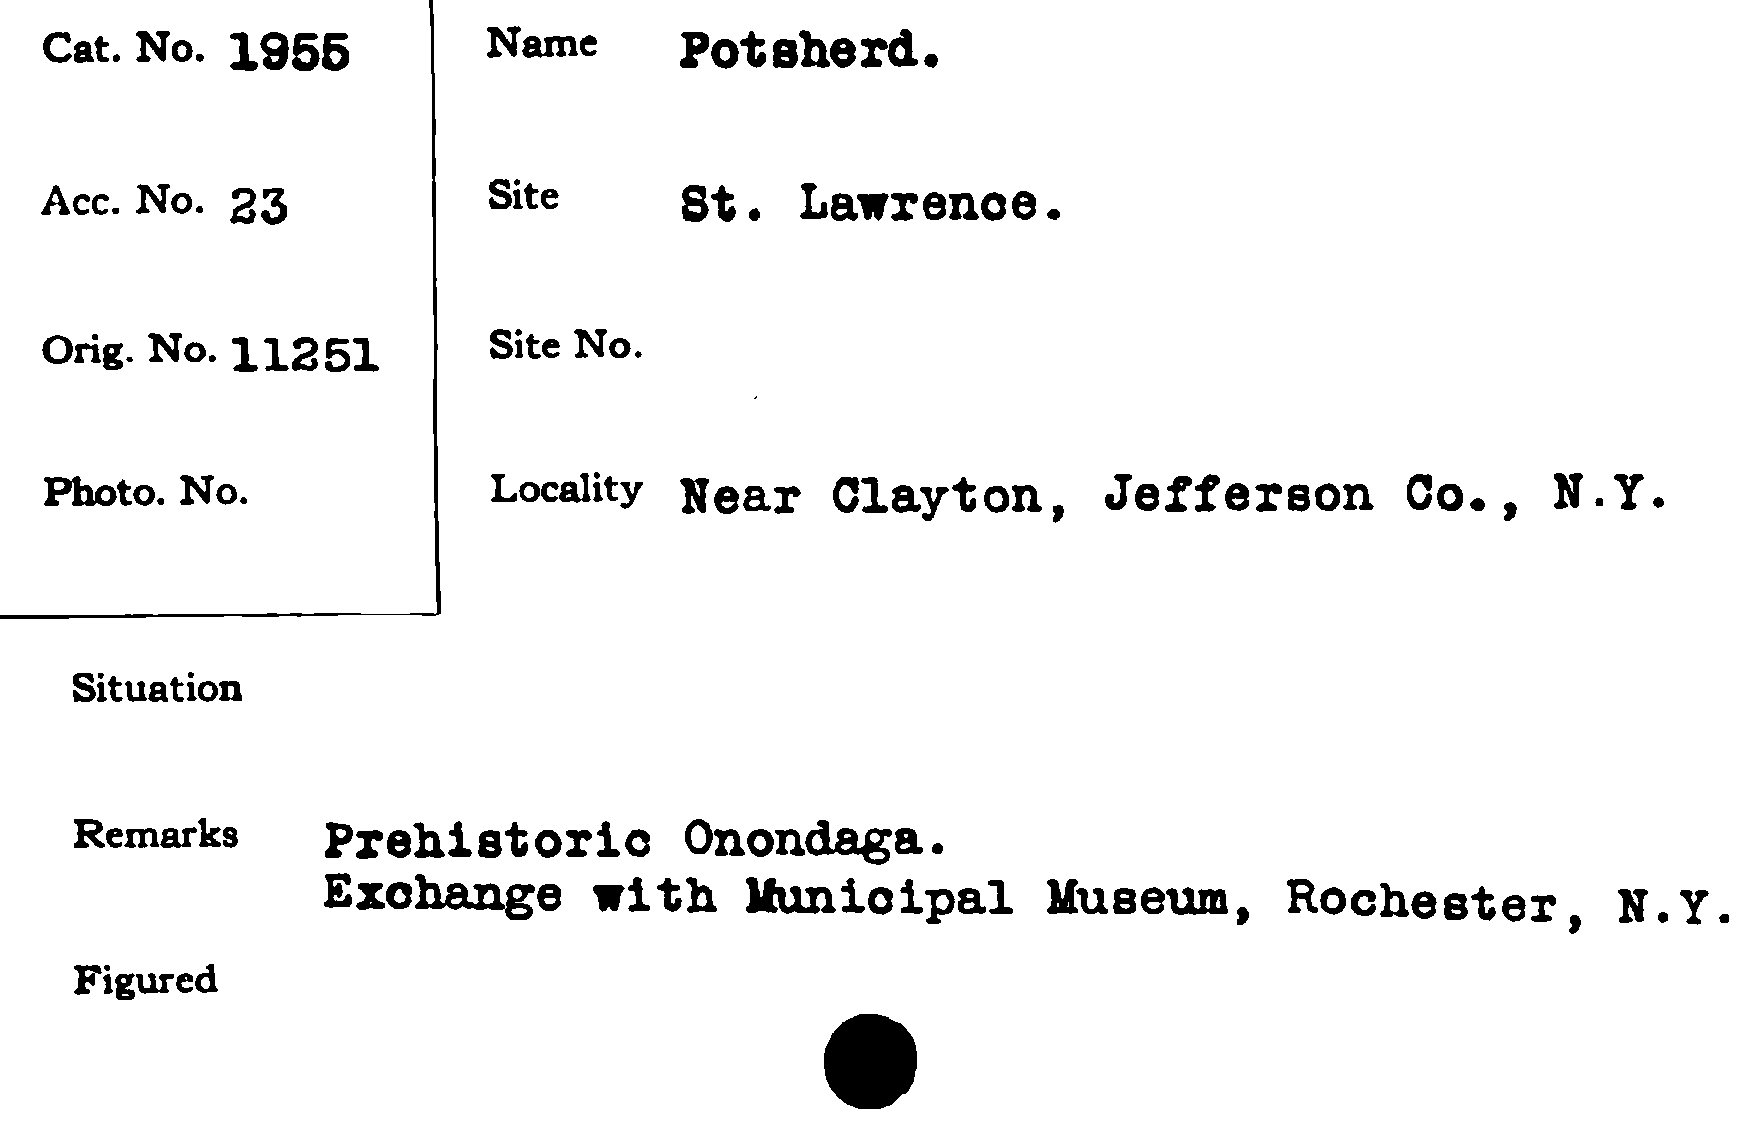 Cat. No. 1955
Name Potsherd.
Acc. No. 23
Site St. Lawrence.
Orig. No. 11251
Site No.
Photo. No.
Locality Near Clayton, Jefferson Co., N.Y.
Situation
Remarks Prehistoric Onondaga.
Exchange with Municipal Museum, Rochester, N.Y.
Figured